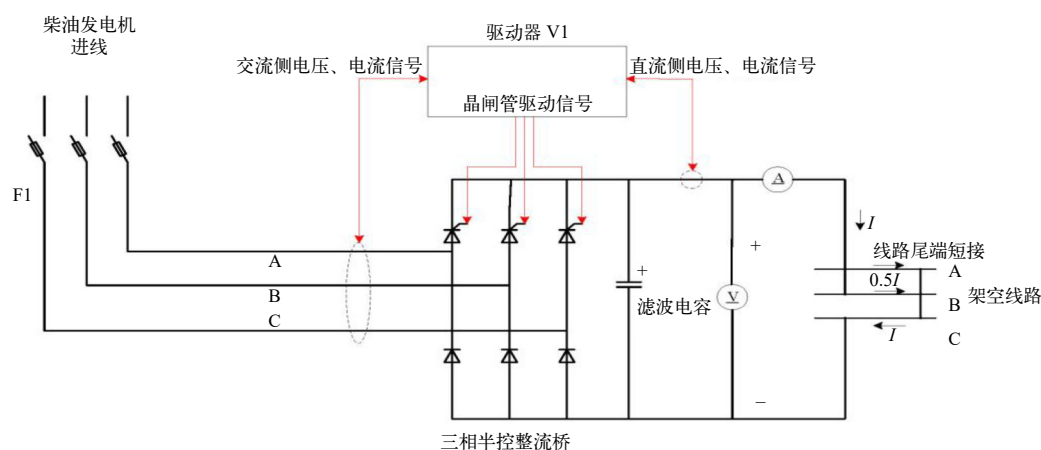 柴油发电机
进线
驱动器 V1
交流侧电压、电流信号
直流侧电压、电流信号
晶闸管驱动信号
F1
A
B
C
A
V
+
+
−
滤波电容
I
线路尾端短接
0.5I
I
A
B
C
架空线路
三相半控整流桥